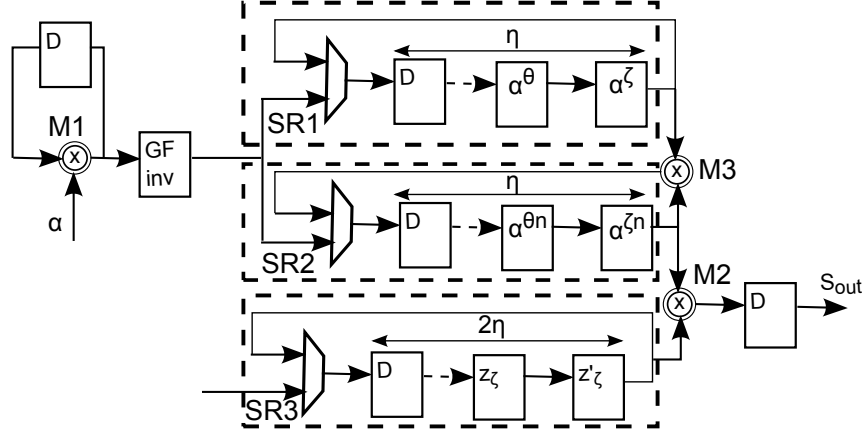 D
M1
x
α
GF
inv
SR1
η
D
α^θ
α^ζ
x
M3
SR2
η
D
α^θn
α^ζn
M2
x
D
S_out
SR3
2η
D
z_ζ
z'_ζ